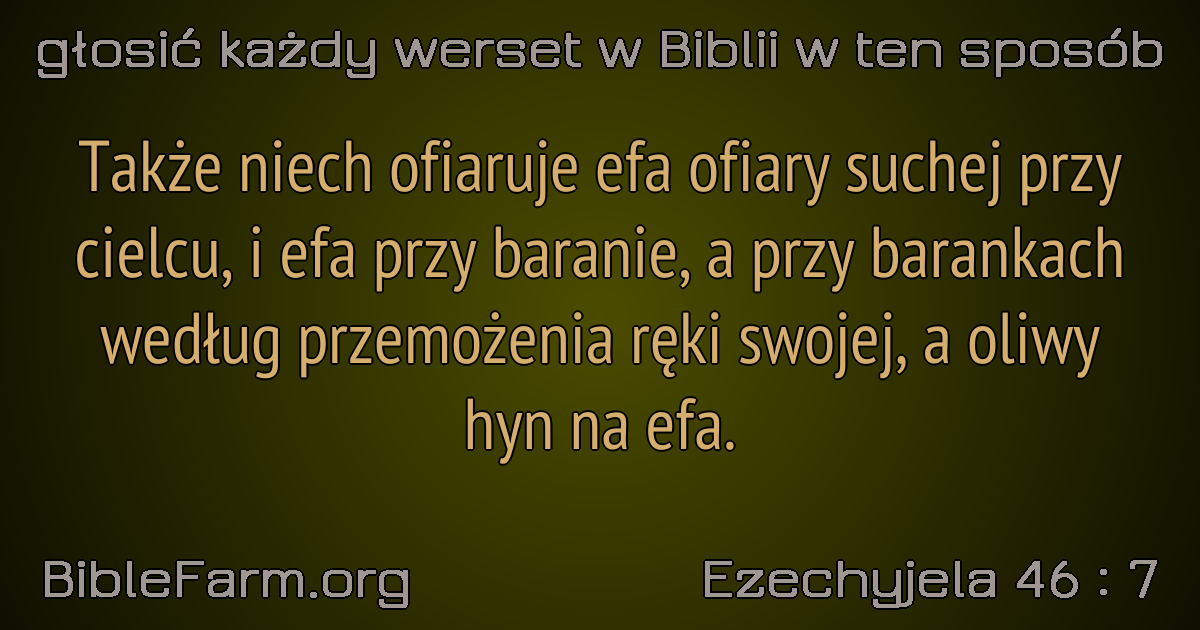 głosić każdy werset w Biblii w ten sposób
Także niech ofiaruje efa ofiary suchej przy
cielcu, i efa przy baranie, a przy barankach
według przemożenia ręki swojej, a oliwy
hyn na efa.
BibleFarm.org
Ezechyjela 46 : 7